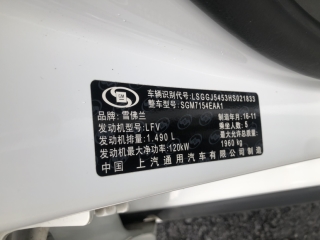 车辆识别代号:LSGGJ5453HS021833
整车型号:SGM7154EAA1
品牌:雪佛兰
制造年月:16-11
发动机型号:LFV
乘坐人数:5
发动机排量:1.490 L
最大允许总质量
发动机最大净功率:120kW
1960 kg
中国 上汽通用汽车有限公司制造